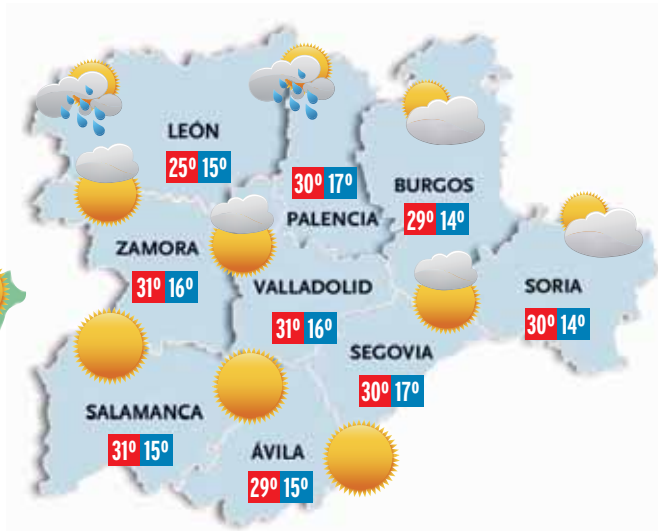 LEÓN
25º 15º
30º 17º
PALENCIA
BURGOS
29º 14º
ZAMORA
31º 16º
VALLADOLID
31º 16º
SORIA
30º 14º
SEGOVIA
30º 17º
SALAMANCA
31º 15º
ÁVILA
29º 15º